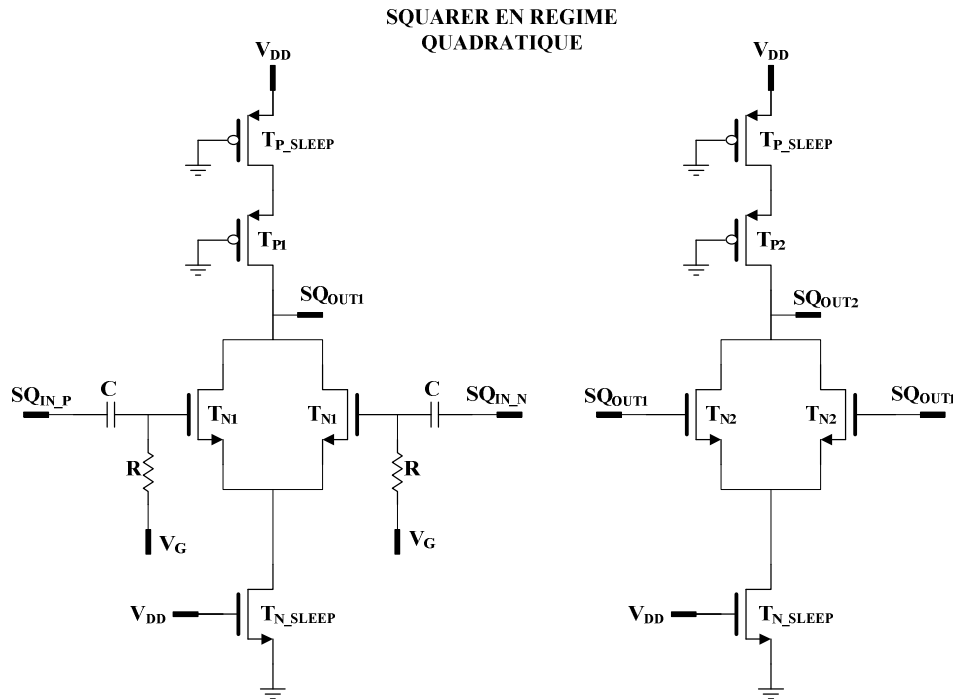 SQUARER EN REGIME
QUADRATIQUE
VDD
VDD
TP_SLEEP
TP_SLEEP
TP1
TP2
SQOUT1
SQOUT2
SQIN_P
C
TN1
TN1
C
SQIN_N
SQOUT1
TN2
TN2
SQOUT1
R
R
VG
VG
VDD
TN_SLEEP
VDD
TN_SLEEP